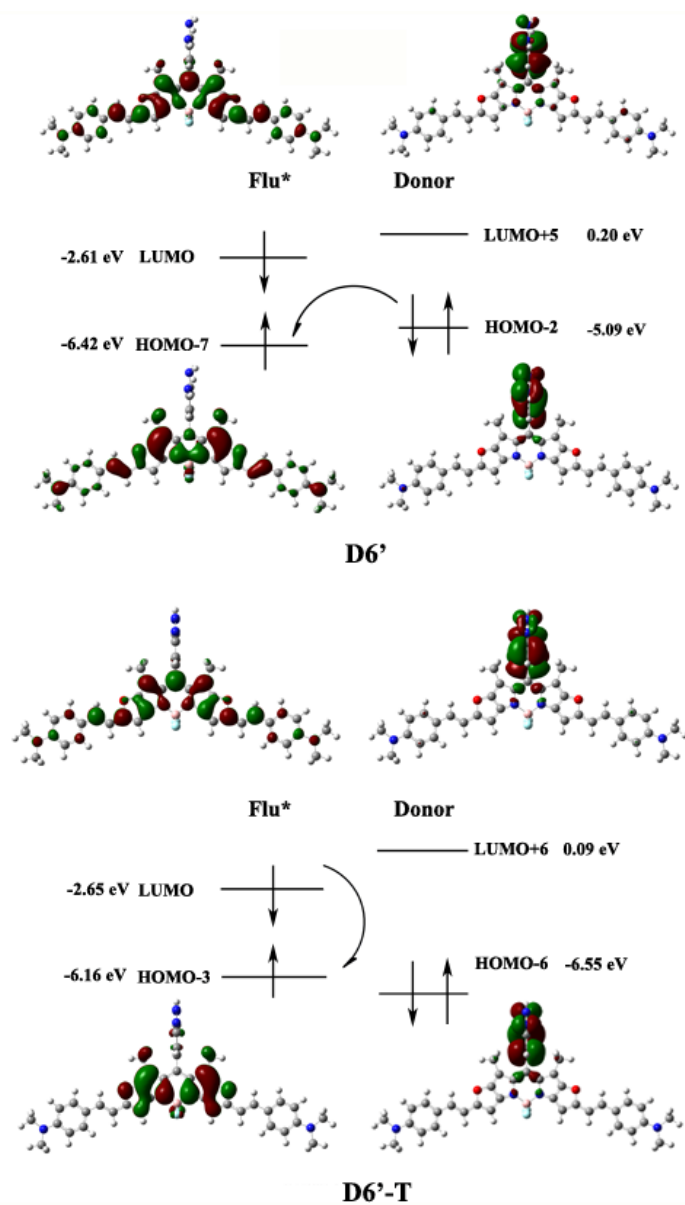 Flu* Donor
LUMO+5 0.20 eV
-2.61 eV LUMO
HOMO-2 -5.09 eV
-6.42 eV HOMO-7
D6’
Flu* Donor
LUMO+6 0.09 eV
-2.65 eV LUMO
HOMO-6 -6.55 eV
-6.16 eV HOMO-3
D6’-T